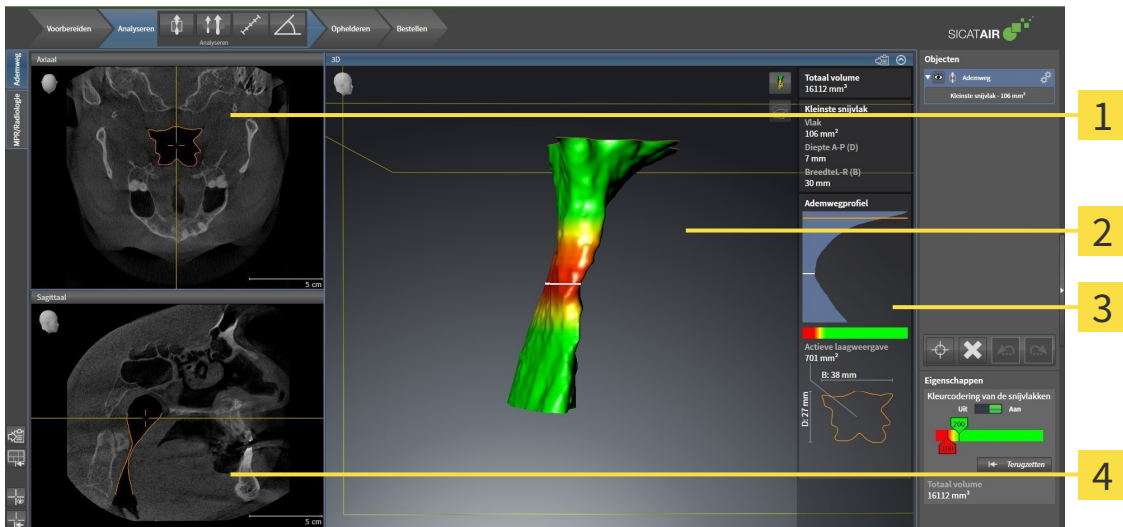 Voorbereiden
Analyseren
Analyseren
Ophelderen
Bestellen
SICATAIR
Ademweg
MPR/Radiologie
Axiaal
5 cm
Sagittaal
5 cm
3D
Totaal volume
16112 mm³
Kleinste snijvlak
Vlak
106 mm²
Diepte A-P (D)
7 mm
BreedteL-R (B)
30 mm
Ademwegprofiel
Actieve laagweergave
701 mm²
B: 38 mm
D: 27 mm
Objecten
Ademweg
Kleinste snijvlak - 106 mm²
Eigenschappen
Kleurcodering van de snijvlakken
Uit Aan
200
100
Terugzetten
Totaal volume
16112 mm³
1
2
3
4